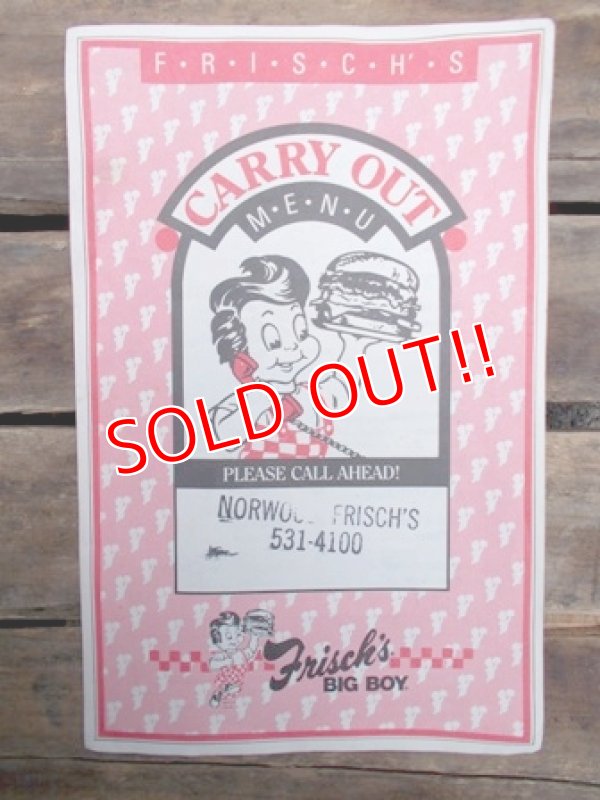 F·R·I·S·C·H'·S
CARRY OUT
M·E·N·U
SOLD OUT!!
PLEASE CALL AHEAD!
FRISCH'S
531-4100
Frisch's
BIG BOY